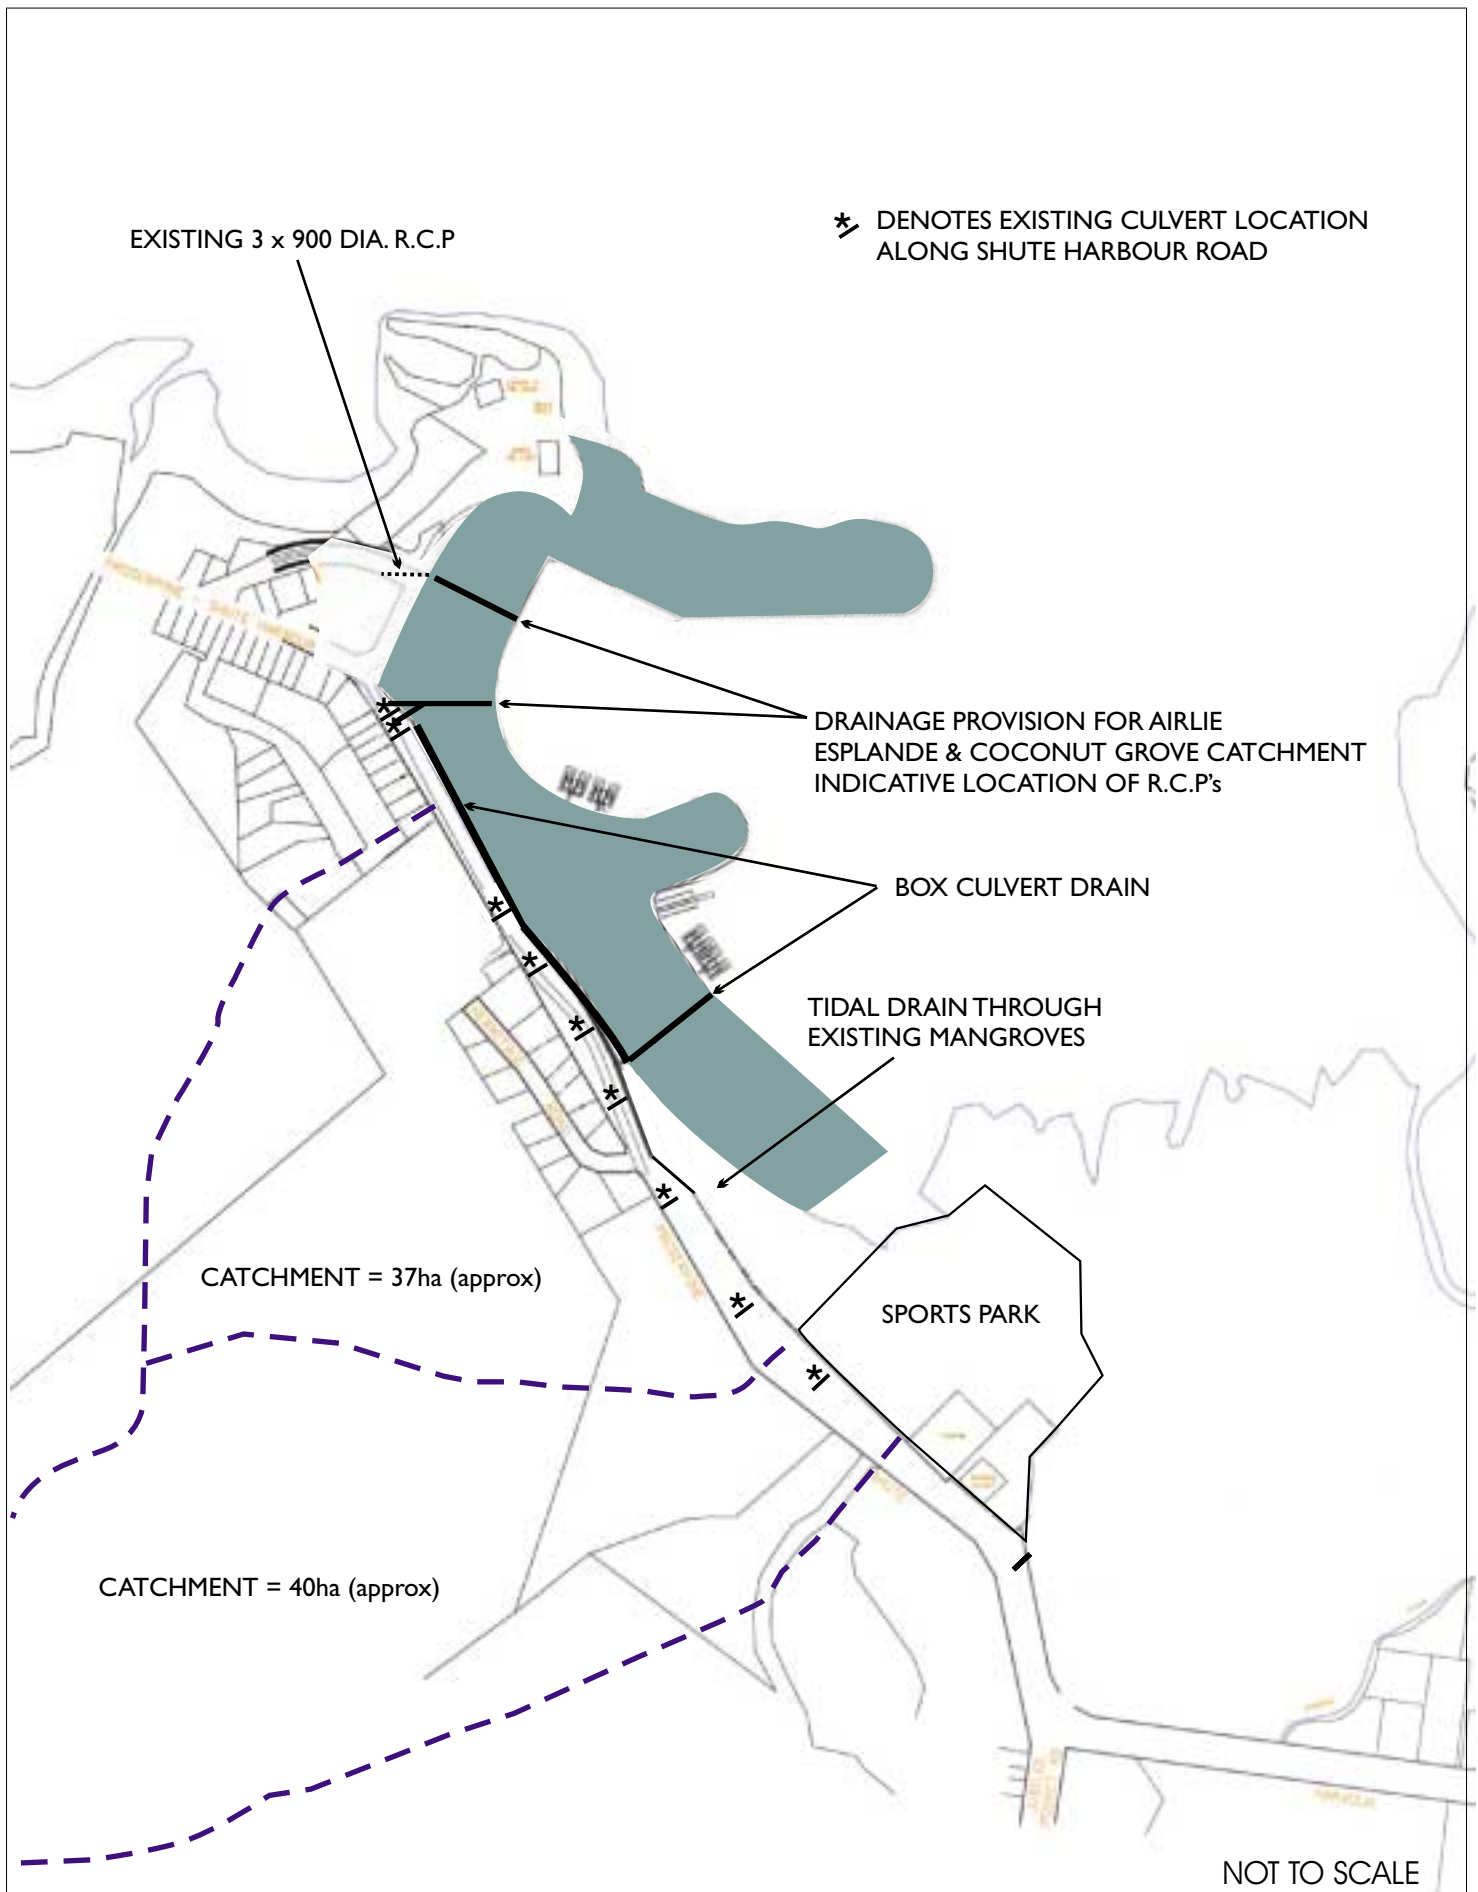 EXISTING 3 x 900 DIA. R.C.P
DENOTES EXISTING CULVERT LOCATION
ALONG SHUTE HARBOUR ROAD
DRAINAGE PROVISION FOR AIRLIE
ESPLANDE & COCONUT GROVE CATCHMENT
INDICATIVE LOCATION OF R.C.P's
BOX CULVERT DRAIN
TIDAL DRAIN THROUGH
EXISTING MANGROVES
CATCHMENT = 37ha (approx)
SPORTS PARK
CATCHMENT = 40ha (approx)
NOT TO SCALE